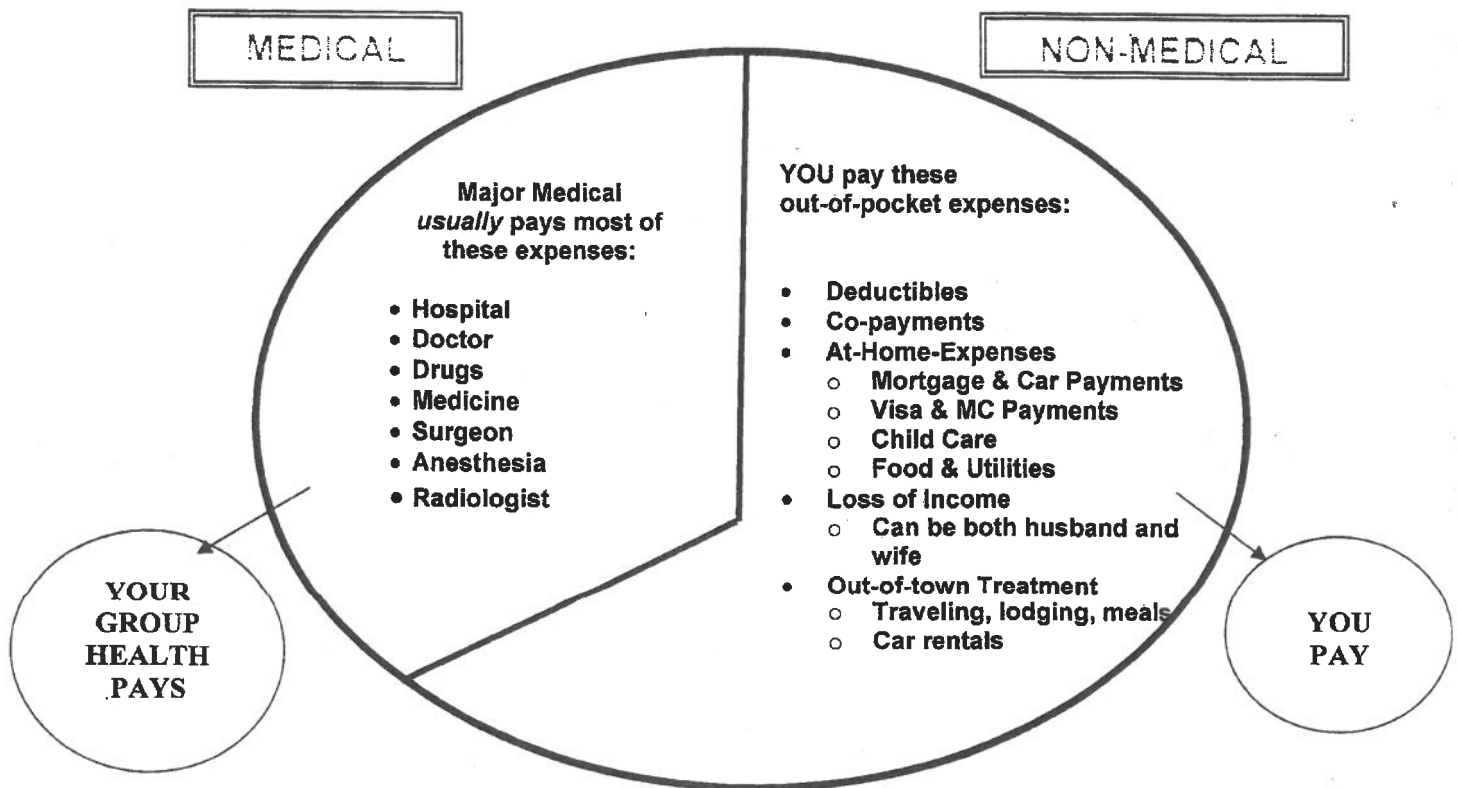 MEDICAL
NON-MEDICAL
Major Medical
usually pays most of
these expenses:
• Hospital
• Doctor
• Drugs
• Medicine
• Surgeon
• Anesthesia
• Radiologist
YOU pay these
out-of-pocket expenses:
• Deductibles
• Co-payments
• At-Home-Expenses
o Mortgage & Car Payments
o Visa & MC Payments
o Child Care
o Food & Utilities
• Loss of Income
o Can be both husband and
wife
• Out-of-town Treatment
o Traveling, lodging, meals
o Car rentals
YOUR
GROUP
HEALTH
PAYS
YOU
PAY